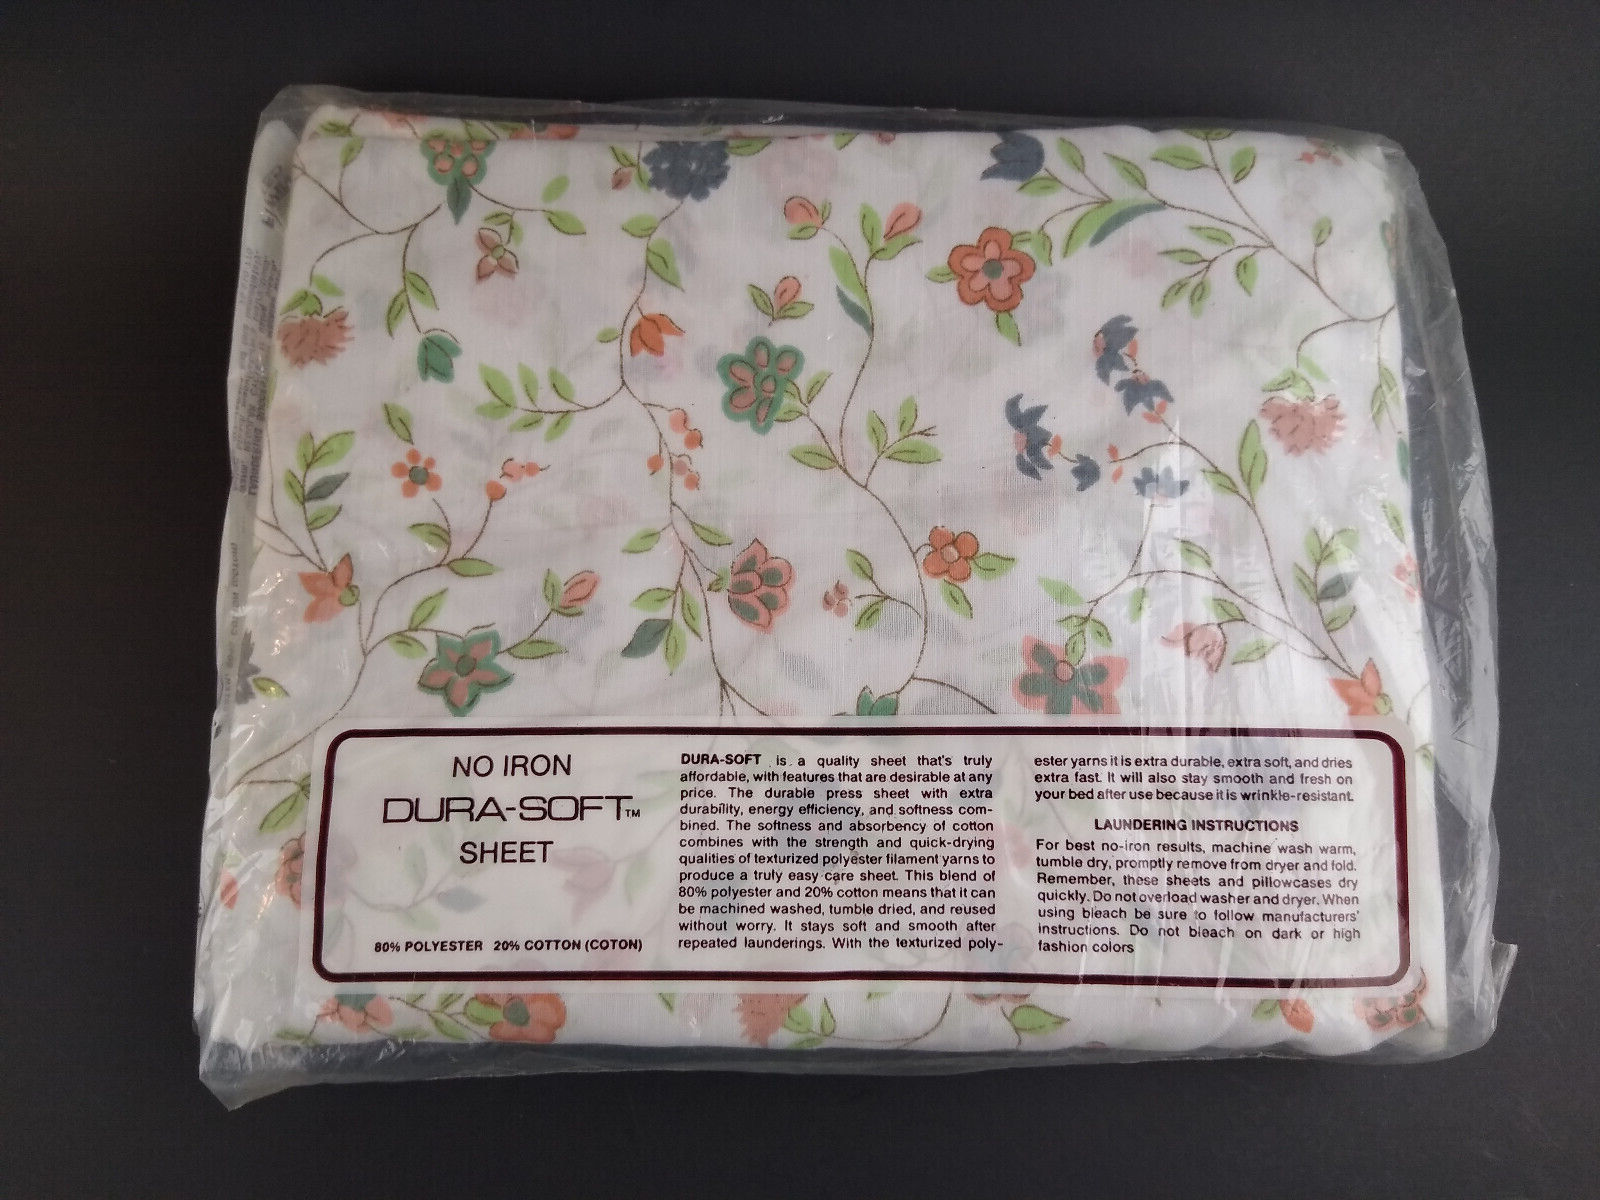 NO IRON
DURA-SOFT™
SHEET
80% POLYESTER 20% COTTON (COTON)
DURA-SOFT is a quality sheet that's truly
affordable, with features that are desirable at any
price. The durable press sheet with extra
durability, energy efficiency, and softness com-
bined. The softness and absorbency of cotton
combines with the strength and quick-drying
qualities of texturized polyester filament yarns to
produce a truly easy care sheet. This blend of
80% polyester and 20% cotton means that it can
be machined washed, tumble dried, and reused
without worry. It stays soft and smooth after
repeated launderings. With the texturized poly-
ester yarns it is extra durable, extra soft, and dries
extra fast. It will also stay smooth and fresh on
your bed after use because it is wrinkle-resistant.
LAUNDERING INSTRUCTIONS
For best no-iron results, machine wash warm,
tumble dry, promptly remove from dryer and fold.
Remember, these sheets and pillowcases dry
quickly. Do not overload washer and dryer. When
using bleach be sure to follow manufacturers'
instructions. Do not bleach on dark or high
fashion colors